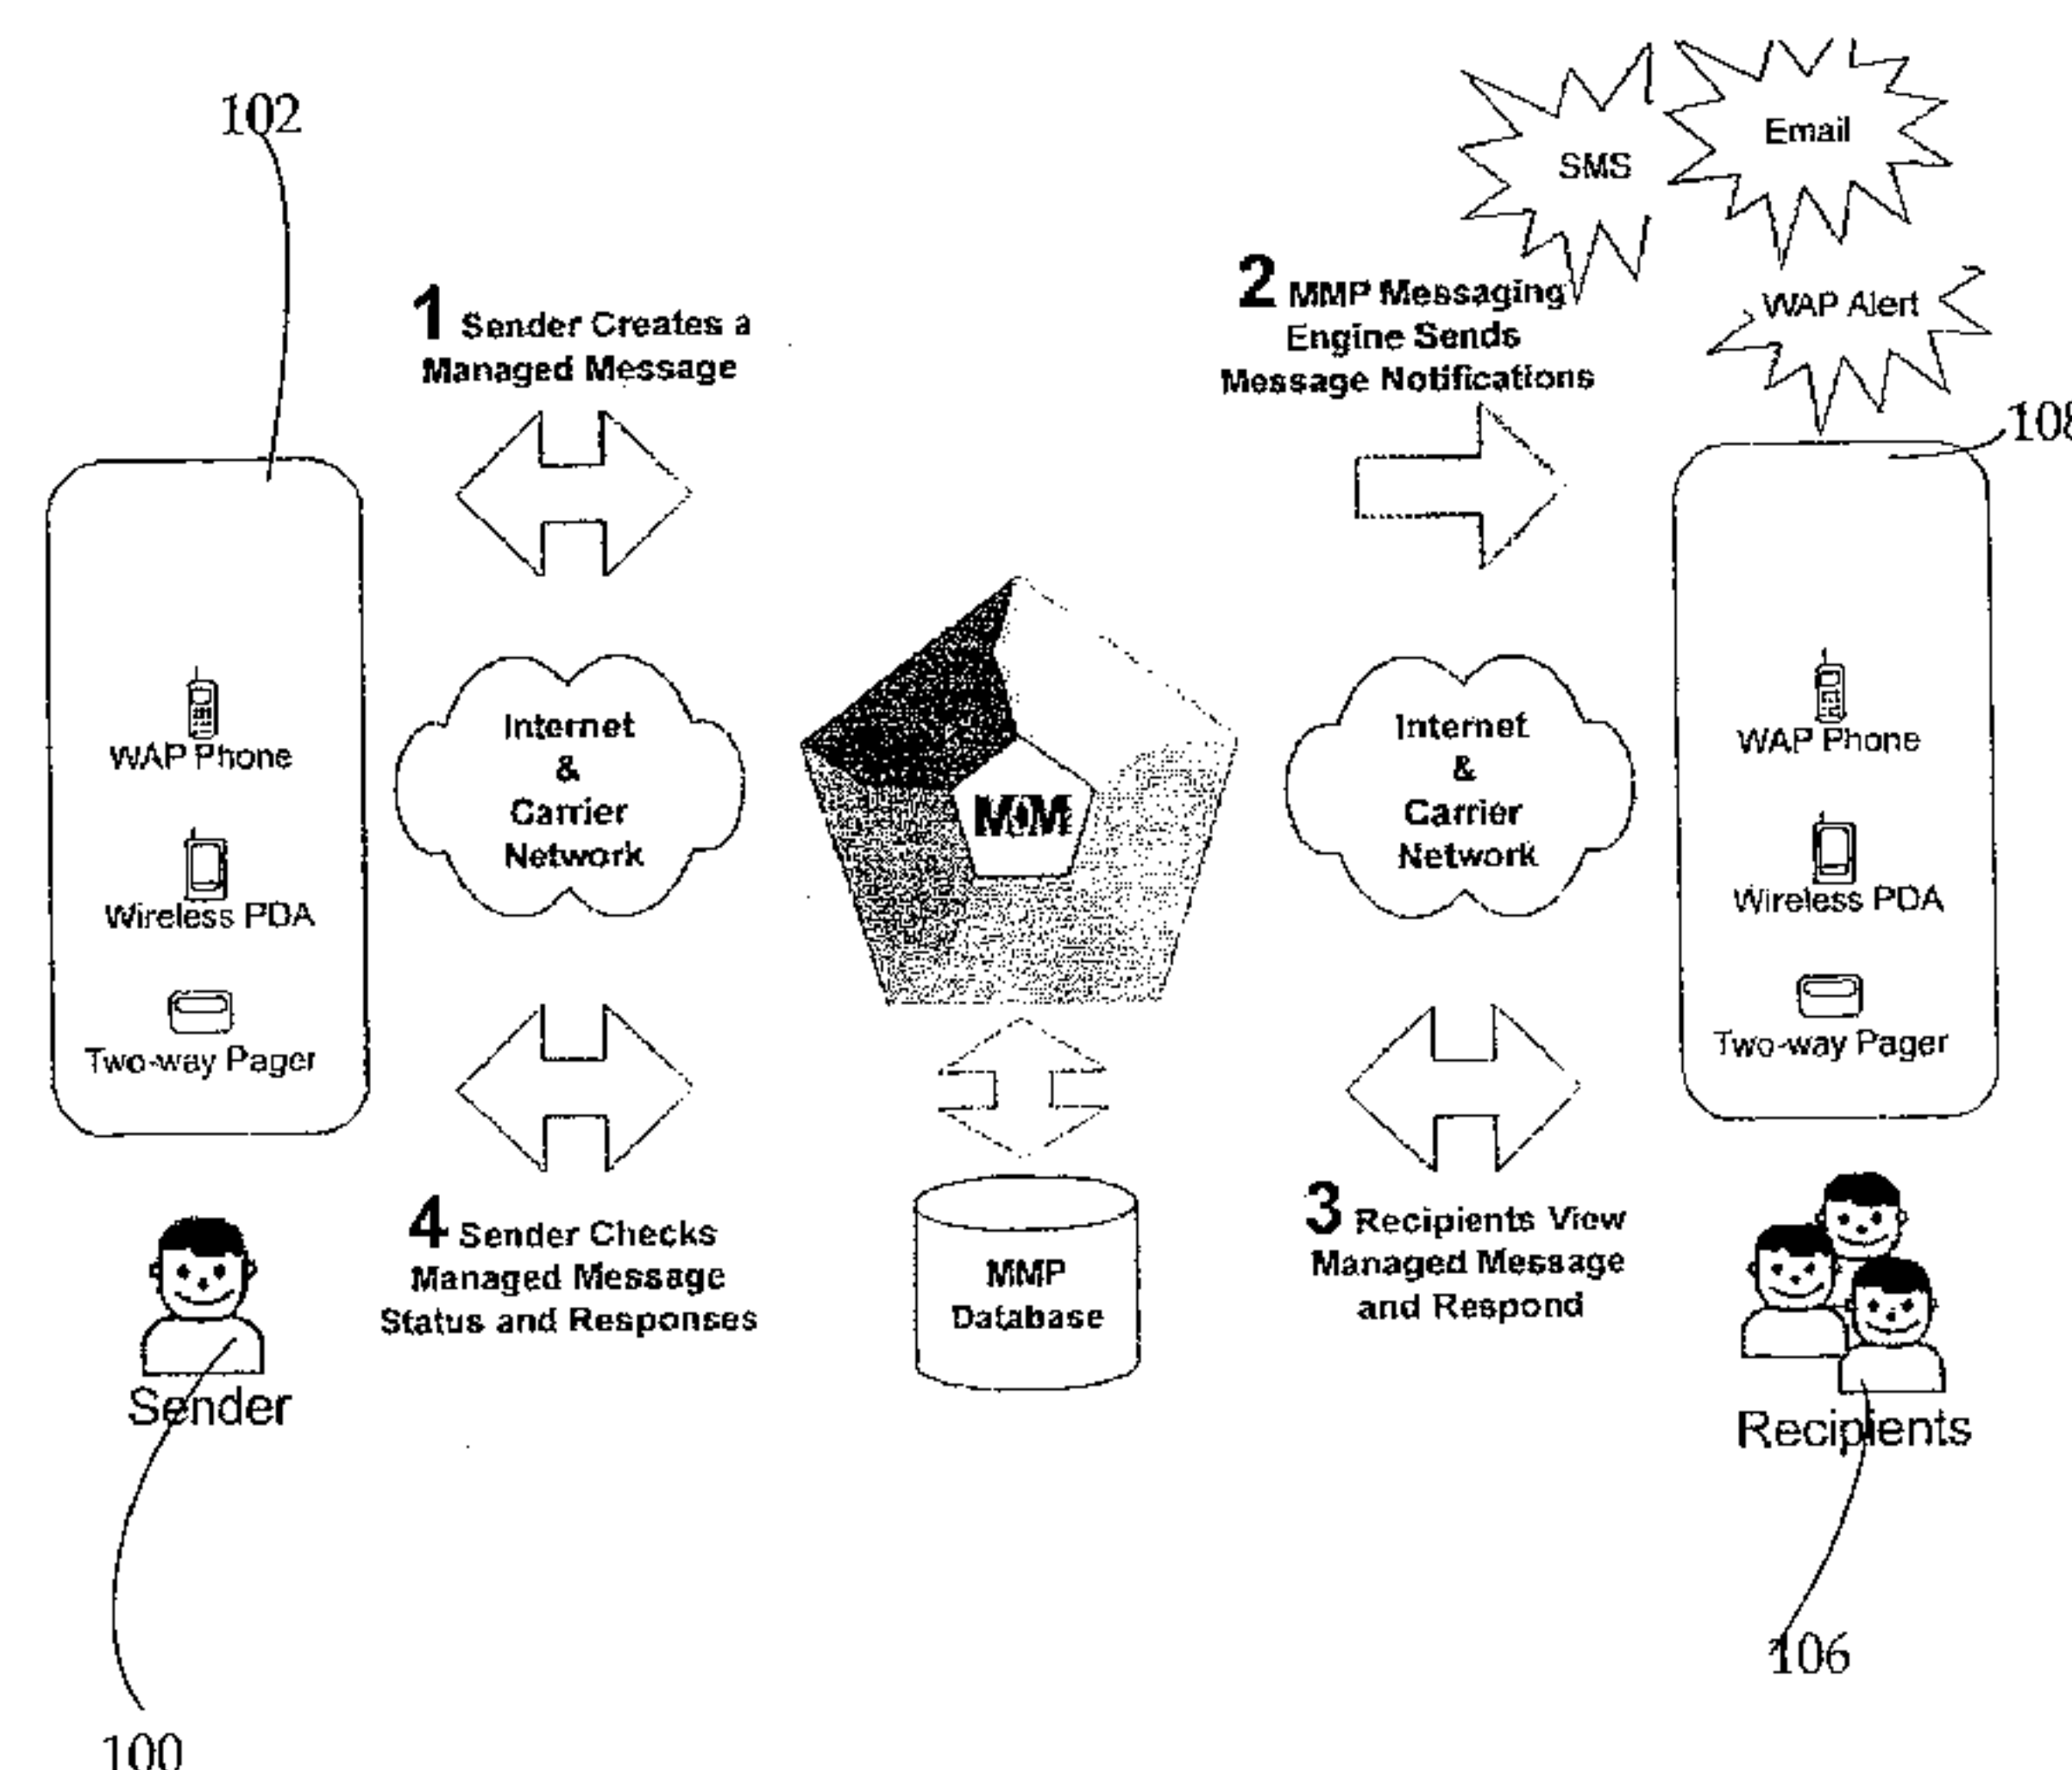 102
SMS
Email
1 Sender Creates a
Managed Message
2 MMP Messaging
Engine Sends
Message Notifications
WAP Alert
108
WAP Phone
Wireless PDA
Two-way Pager
Internet
&
Carrier
Network
Internet
&
Carrier
Network
WAP Phone
Wireless PDA
Two-way Pager
4 Sender Checks
Managed Message
Status and Responses
MMP
Database
3 Recipients View
Managed Message
and Respond
Sender
Recipients
106
100